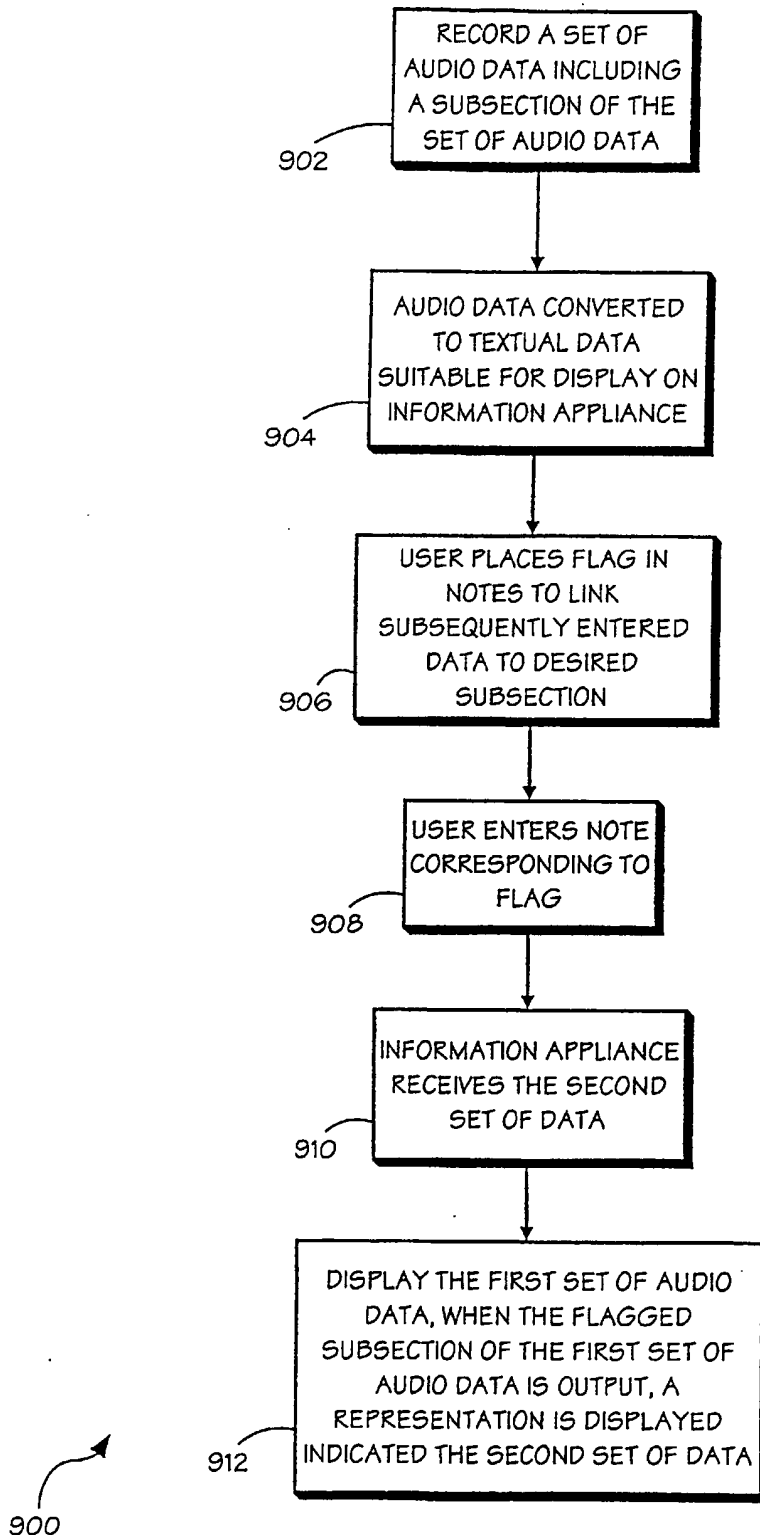 RECORD A SET OF
AUDIO DATA INCLUDING
A SUBSECTION OF THE
SET OF AUDIO DATA
902
AUDIO DATA CONVERTED
TO TEXTUAL DATA
SUITABLE FOR DISPLAY ON
INFORMATION APPLIANCE
904
USER PLACES FLAG IN
NOTES TO LINK
SUBSEQUENTLY ENTERED
DATA TO DESIRED
SUBSECTION
906
USER ENTERS NOTE
CORRESPONDING TO
FLAG
908
INFORMATION APPLIANCE
RECEIVES THE SECOND
SET OF DATA
910
DISPLAY THE FIRST SET OF AUDIO
DATA, WHEN THE FLAGGED
SUBSECTION OF THE FIRST SET OF
AUDIO DATA IS OUTPUT, A
REPRESENTATION IS DISPLAYED
INDICATED THE SECOND SET OF DATA
912
900